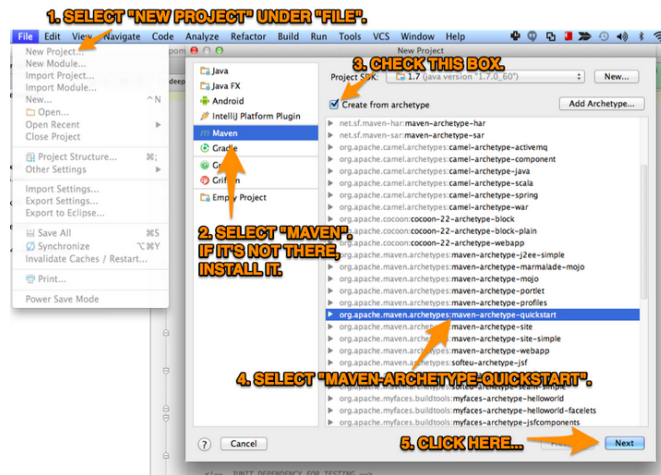 1. SELECT "NEW PROJECT" UNDER "FILE".
File Edit View Navigate Code Analyze Refactor Build Run Tools VCS Window Help
New Project...
New Module...
Import Project...
Import Module...
New... ^N
Open...
Open Recent
Close Project
Project Structure... ⌘;
Other Settings
Import Settings...
Export Settings...
Export to Eclipse...
Save All ⌘S
Synchronize ⌥⌘Y
Invalidate Caches / Restart...
Print...
Power Save Mode
New Project
Java
Java FX
Android
IntelliJ Platform Plugin
Maven
Gradle
Griffon
Empty Project
2. SELECT "MAVEN".
IF IT'S NOT THERE,
INSTALL IT.
3. CHECK THIS BOX.
Project SDK: 1.7 (java version "1.7.0_60") New...
Create from archetype Add Archetype...
net.sf.maven-har:maven-archetype-har
net.sf.maven-sar:maven-archetype-sar
org.apache.camel.archetypes:camel-archetype-activemq
org.apache.camel.archetypes:camel-archetype-component
org.apache.camel.archetypes:camel-archetype-java
org.apache.camel.archetypes:camel-archetype-scala
org.apache.camel.archetypes:camel-archetype-spring
org.apache.camel.archetypes:camel-archetype-war
org.apache.cocoon:cocoon-22-archetype-block
org.apache.cocoon:cocoon-22-archetype-block-plain
org.apache.cocoon:cocoon-22-archetype-webapp
org.apache.maven.archetypes:maven-archetype-j2ee-simple
org.apache.maven.archetypes:maven-archetype-marmalade-mojo
org.apache.maven.archetypes:maven-archetype-mojo
org.apache.maven.archetypes:maven-archetype-portlet
org.apache.maven.archetypes:maven-archetype-profiles
org.apache.maven.archetypes:maven-archetype-quickstart
org.apache.maven.archetypes:maven-archetype-site
org.apache.maven.archetypes:maven-archetype-site-simple
org.apache.maven.archetypes:maven-archetype-webapp
org.apache.maven.archetypes:softeu-archetype-jsf
4. SELECT "MAVEN-ARCHETYPE-QUICKSTART".
org.apache.myfaces.buildtools:myfaces-archetype-helloworld
org.apache.myfaces.buildtools:myfaces-archetype-helloworld-facelets
org.apache.myfaces.buildtools:myfaces-archetype-jsfcomponents
5. CLICK HERE...
? Cancel Next
<!-- JUNIT DEPENDENCY FOR TESTING -->